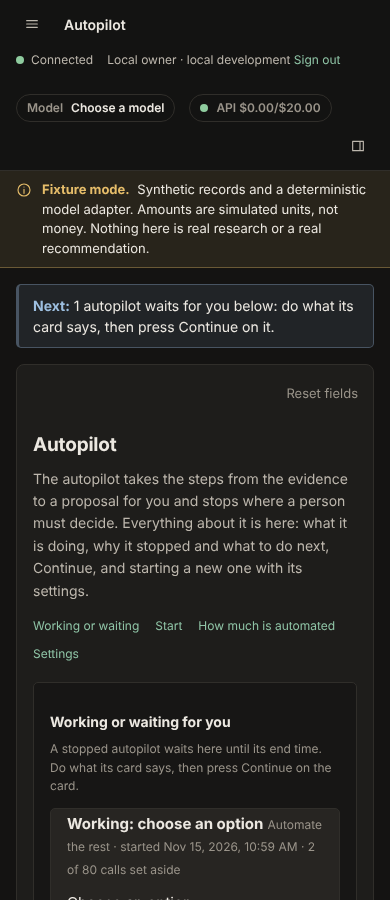 Autopilot
Connected Local owner · local development Sign out
Model Choose a model API $0.00/$20.00
Fixture mode. Synthetic records and a deterministic
model adapter. Amounts are simulated units, not
money. Nothing here is real research or a real
recommendation.
Next: 1 autopilot waits for you below: do what its
card says, then press Continue on it.
Reset fields
Autopilot
The autopilot takes the steps from the evidence
to a proposal for you and stops where a person
must decide. Everything about it is here: what it
is doing, why it stopped and what to do next,
Continue, and starting a new one with its
settings.
Working or waiting Start How much is automated
Settings
Working or waiting for you
A stopped autopilot waits here until its end time.
Do what its card says, then press Continue on the
card.
Working: choose an option Automate
the rest · started Nov 15, 2026, 10:59 AM · 2
of 80 calls set aside